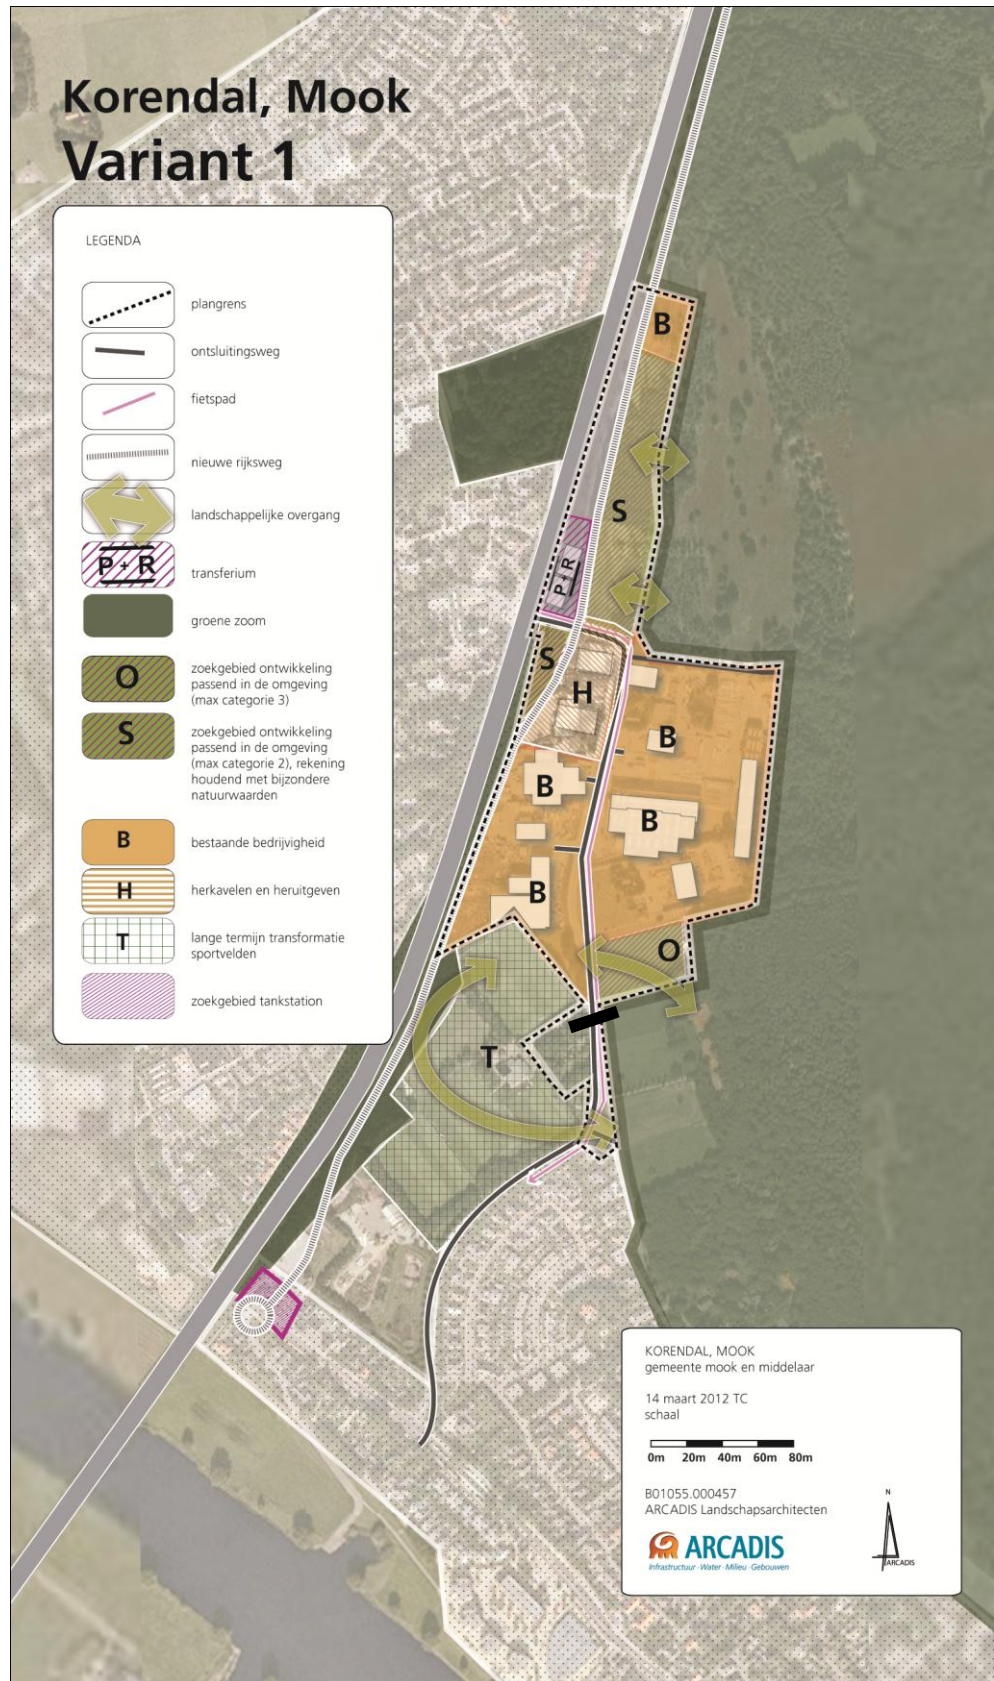 Korendal, Mook
Variant 1
LEGENDA
plangrens
ontsluitingsweg
fietspad
nieuwe rijksweg
landschappelijke overgang
P + R
transferium
groene zoom
O
zoekgebied ontwikkeling
passend in de omgeving
(max categorie 3)
S
zoekgebied ontwikkeling
passend in de omgeving
(max categorie 2), rekening
houdend met bijzondere
natuurwaarden
B
bestaande bedrijvigheid
H
herkavelen en heruitgeven
T
lange termijn transformatie
sportvelden
zoekgebied tankstation
B
S
P + R
S
H
B
B
B
B
O
T
KORENDAL, MOOK
gemeente mook en middelaar
14 maart 2012 TC
schaal
0m 20m 40m 60m 80m
B01055.000457
ARCADIS Landschapsarchitecten
ARCADIS
Infrastructuur · Water · Milieu · Gebouwen
N
ARCADIS